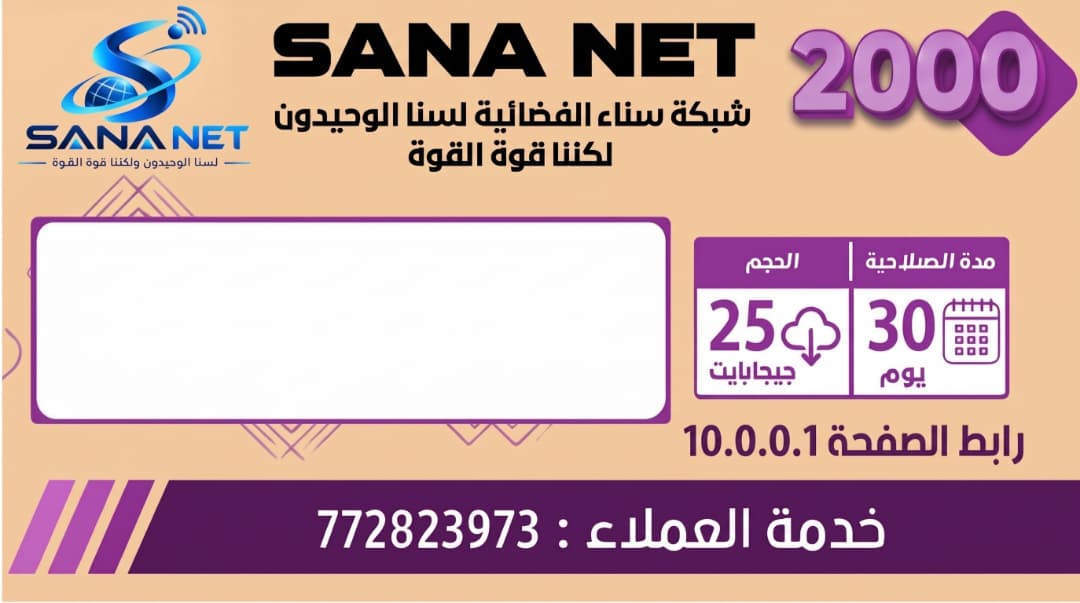 SANA NET
لسنا الوحيدون ولكننا قوة القوة
SANA NET
شبكة سناء الفضائية لسنا الوحيدون
لكننا قوة القوة
2000
مدة الصلاحية
الحجم
30
يوم
25
جيجابايت
رابط الصفحة 10.0.0.1
خدمة العملاء : 772823973